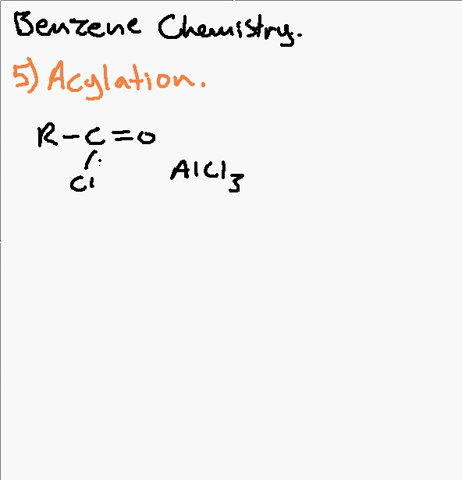 Benzene Chemistry.
5) Acylation.
R-C=O
Cl AlCl3